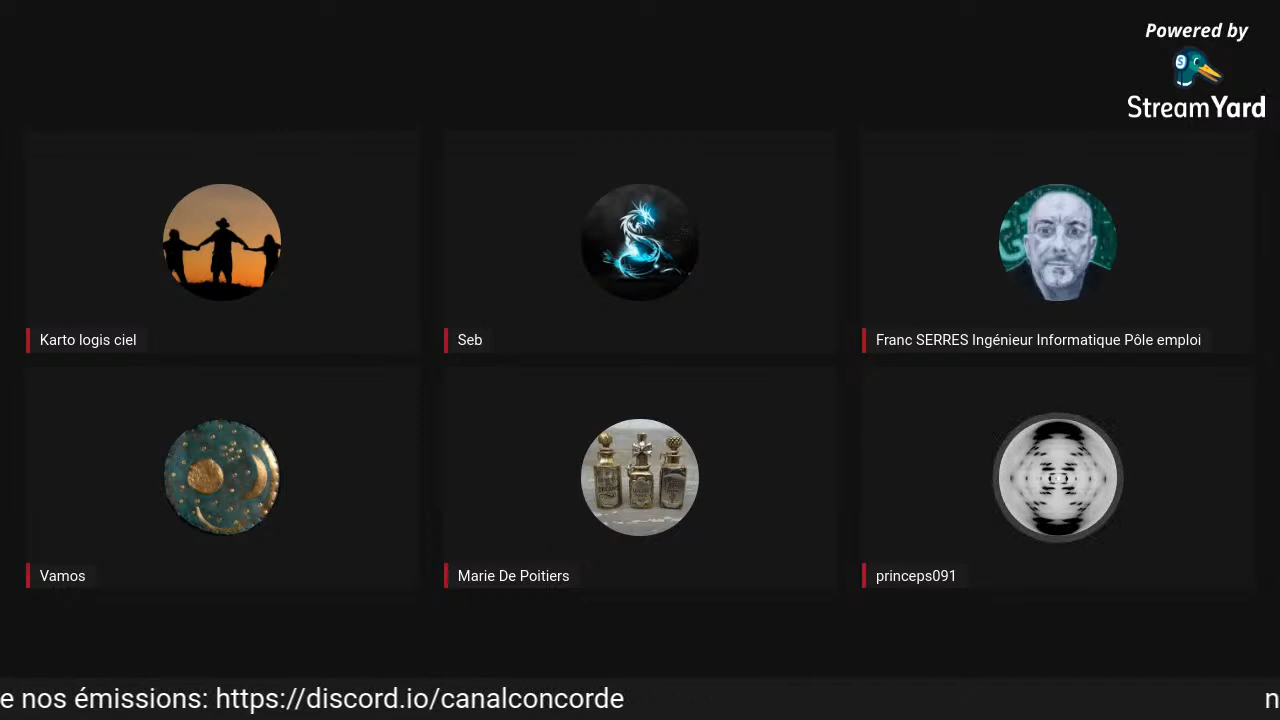 Powered by
StreamYard
Karto logis ciel
Seb
Franc SERRES Ingénieur Informatique Pôle emploi
Vamos
Marie De Poitiers
princeps091
e nos émissions: https://discord.io/canalconcorde
n